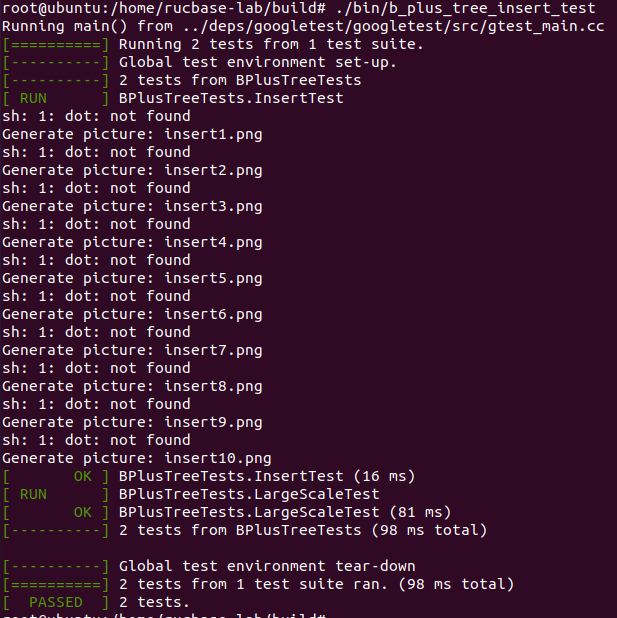 root@ubuntu:/home/rucbase-lab/build# ./bin/b_plus_tree_insert_test
Running main() from ../deps/googletest/googletest/src/gtest_main.cc
[==========] Running 2 tests from 1 test suite.
[----------] Global test environment set-up.
[----------] 2 tests from BPlusTreeTests
[ RUN      ] BPlusTreeTests.InsertTest
sh: 1: dot: not found
Generate picture: insert1.png
sh: 1: dot: not found
Generate picture: insert2.png
sh: 1: dot: not found
Generate picture: insert3.png
sh: 1: dot: not found
Generate picture: insert4.png
sh: 1: dot: not found
Generate picture: insert5.png
sh: 1: dot: not found
Generate picture: insert6.png
sh: 1: dot: not found
Generate picture: insert7.png
sh: 1: dot: not found
Generate picture: insert8.png
sh: 1: dot: not found
Generate picture: insert9.png
sh: 1: dot: not found
Generate picture: insert10.png
[       OK ] BPlusTreeTests.InsertTest (16 ms)
[ RUN      ] BPlusTreeTests.LargeScaleTest
[       OK ] BPlusTreeTests.LargeScaleTest (81 ms)
[----------] 2 tests from BPlusTreeTests (98 ms total)
[----------] Global test environment tear-down
[==========] 2 tests from 1 test suite ran. (98 ms total)
[  PASSED  ] 2 tests.
root@ubuntu:/home/rucbase-lab/build#